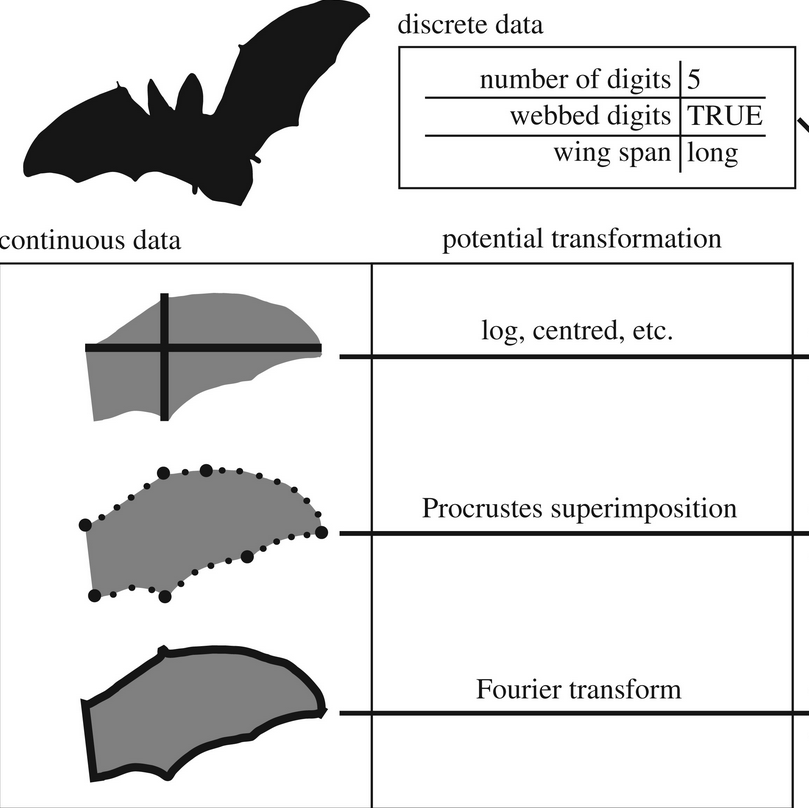 discrete data
number of digits 5
webbed digits TRUE
wing span long
continuous data
potential transformation
log, centred, etc.
Procrustes superimposition
Fourier transform